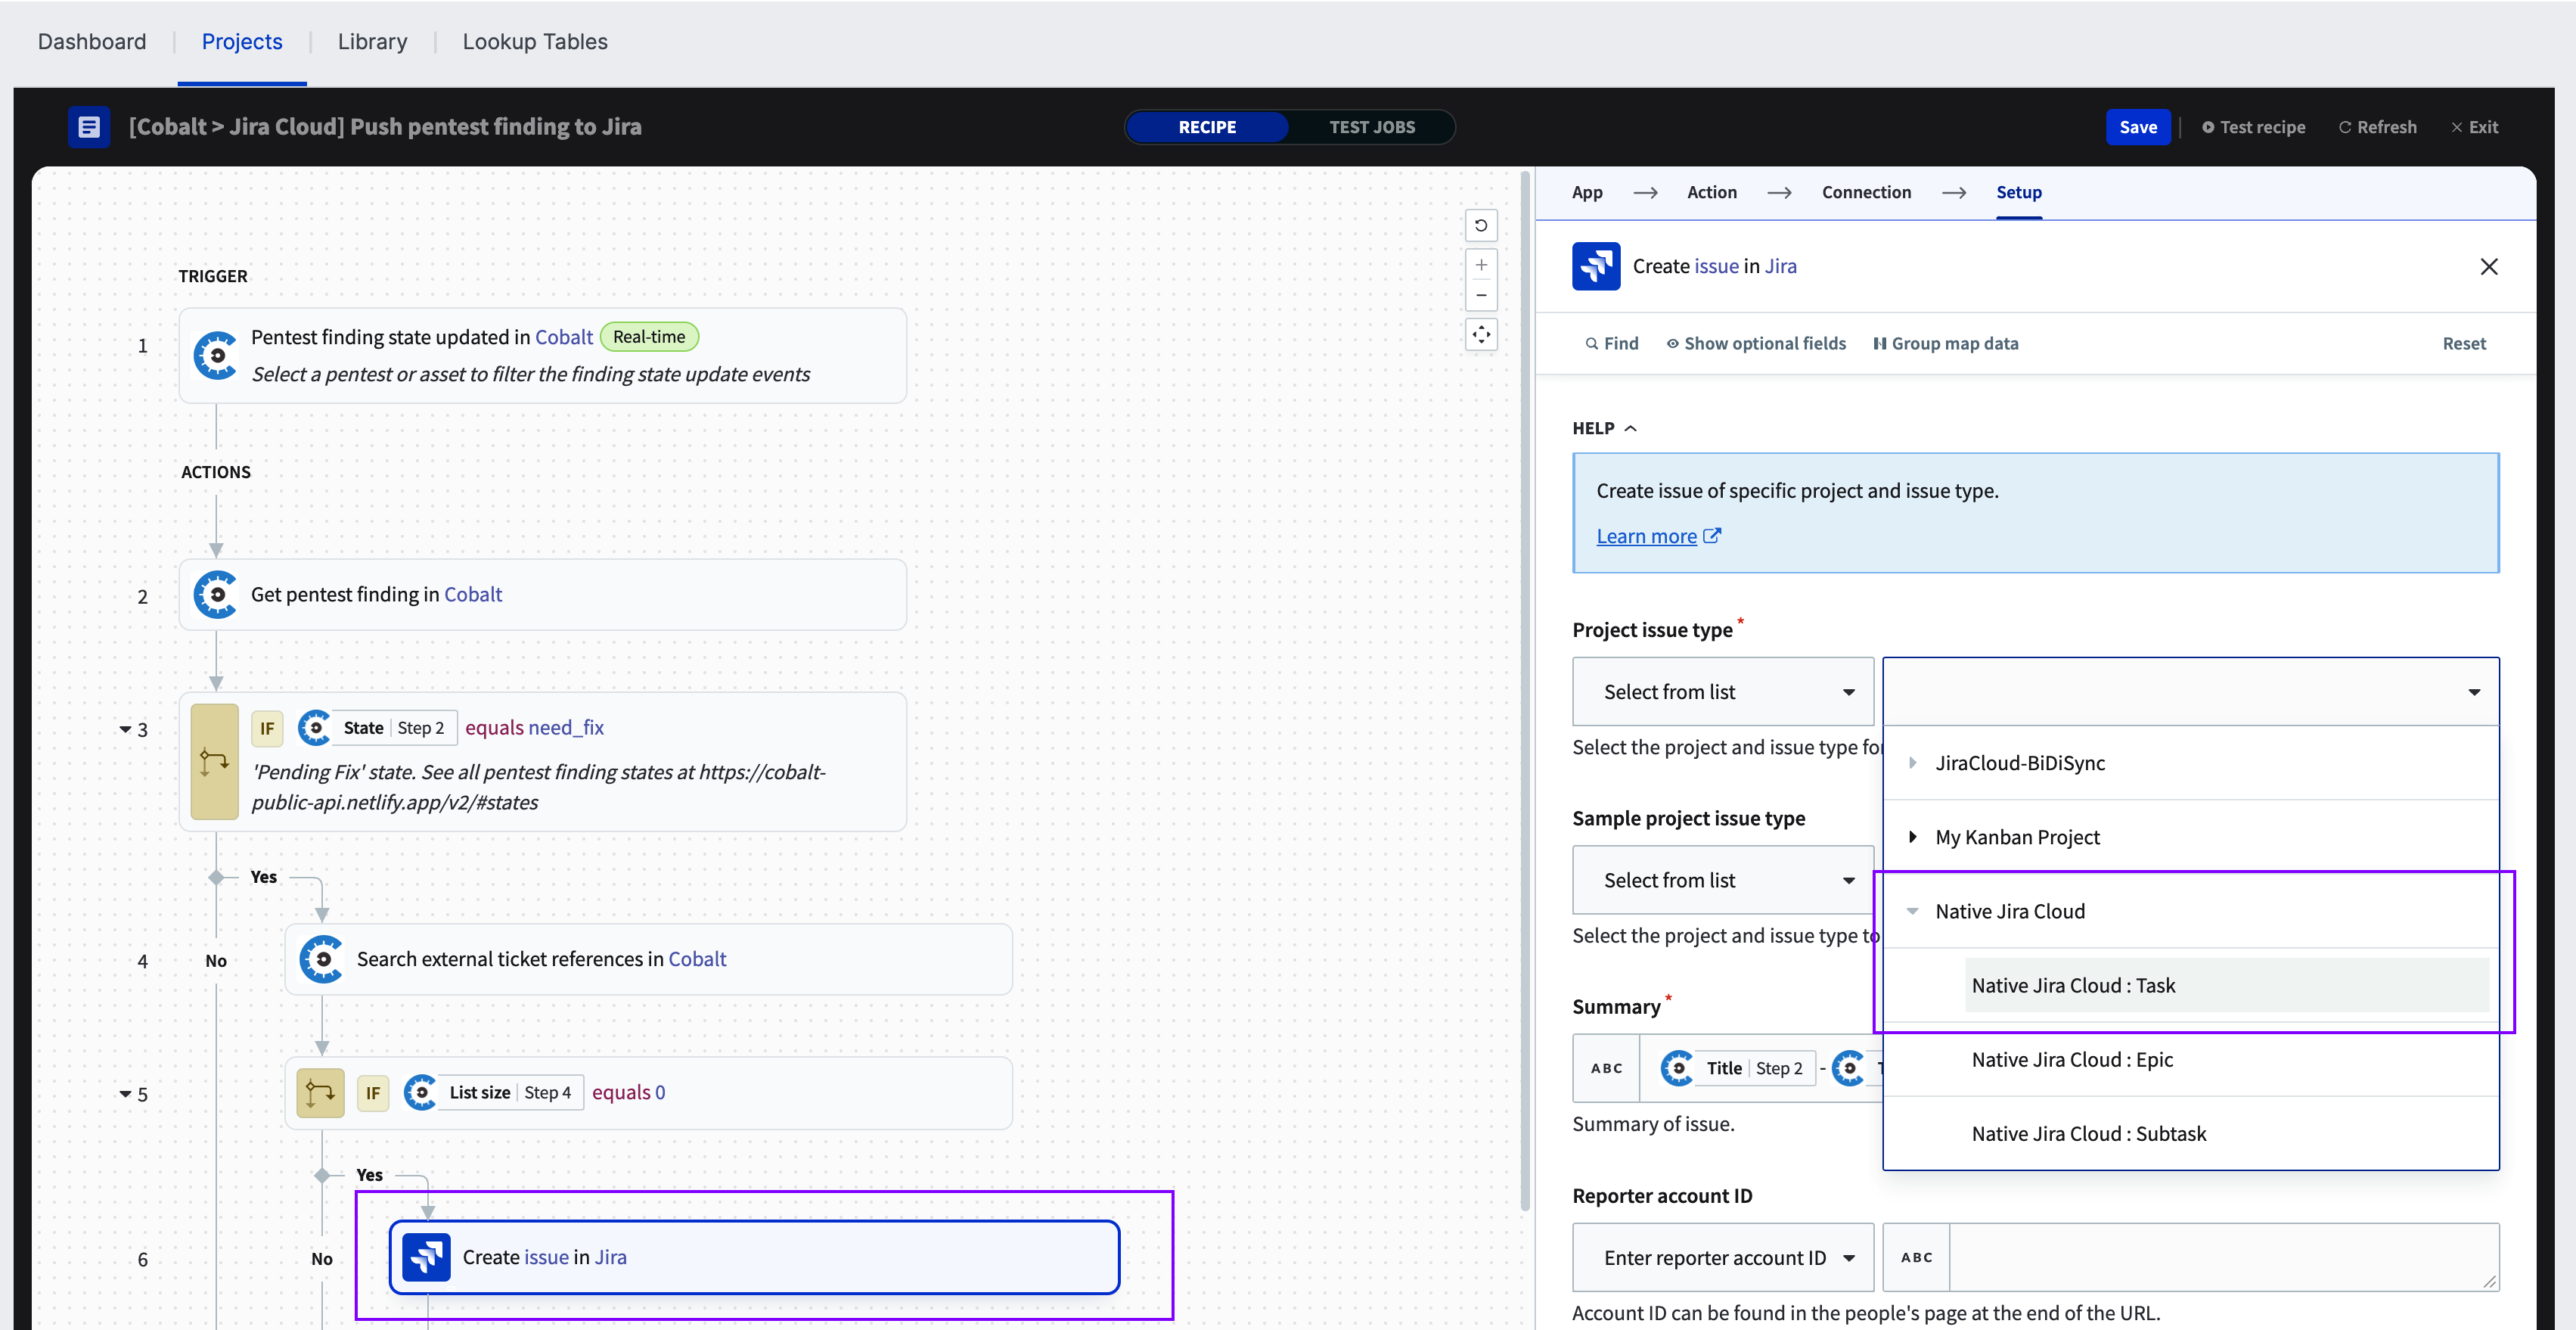 Dashboard | Projects | Library | Lookup Tables
[Cobalt > Jira Cloud] Push pentest finding to Jira
RECIPE
TEST JOBS
Save
Test recipe
Refresh
Exit
TRIGGER
1
Pentest finding state updated in Cobalt Real-time
Select a pentest or asset to filter the finding state update events
ACTIONS
2
Get pentest finding in Cobalt
3
IF State | Step 2 equals need_fix
'Pending Fix' state. See all pentest finding states at https://cobalt-
public-api.netlify.app/v2/#states
Yes
4
No
Search external ticket references in Cobalt
5
IF List size | Step 4 equals 0
Yes
6
No
Create issue in Jira
App → Action → Connection → Setup
Create issue in Jira
Find
Show optional fields
Group map data
Reset
HELP
Create issue of specific project and issue type.
Learn more
Project issue type *
Select from list
Select the project and issue type for
JiraCloud-BiDiSync
My Kanban Project
Native Jira Cloud
Native Jira Cloud : Task
Native Jira Cloud : Epic
Native Jira Cloud : Subtask
Sample project issue type
Select from list
Select the project and issue type to
Summary *
ABC Title | Step 2 -
Summary of issue.
Reporter account ID
Enter reporter account ID
ABC
Account ID can be found in the people's page at the end of the URL.